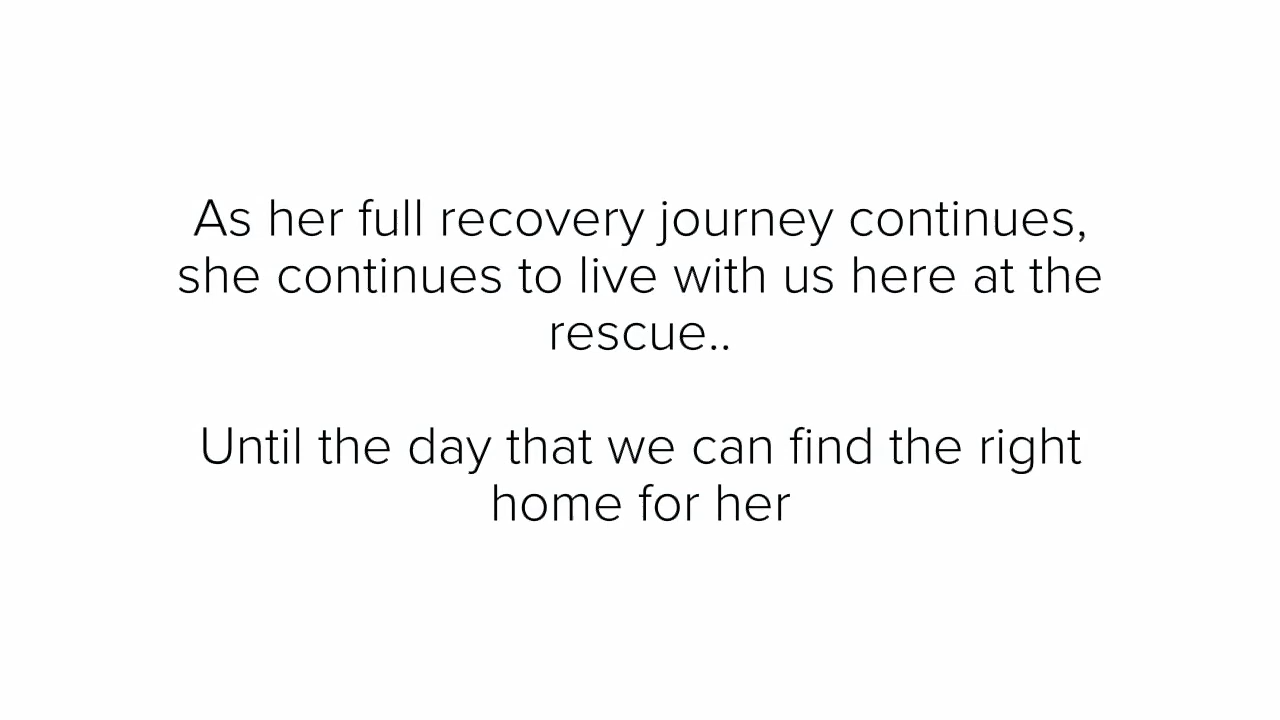 As her full recovery journey continues,
she continues to live with us here at the
rescue..
Until the day that we can find the right
home for her